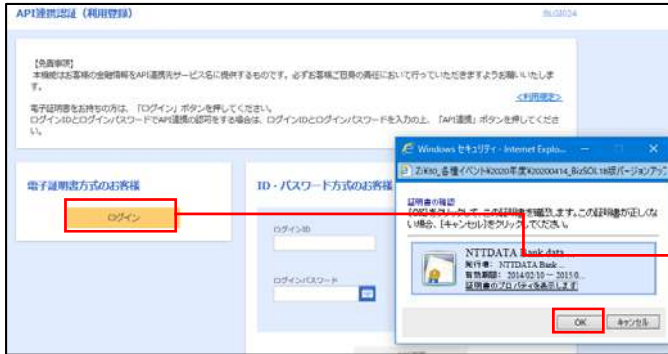 API連携認証（利用登録）
BLGI024
【免責事項】
本機能はお客様の金融情報をAPI連携先サービス名に提供するものです。必ずお客様ご自身の責任において行っていただきますようお願いいたしま
す。
<利用規定>
電子証明書をお持ちの方は、「ログイン」ボタンを押してください。
ログインIDとログインパスワードでAPI連携の認可をする場合は、ログインIDとログインパスワードを入力の上、「API連携」ボタンを押してくださ
い。
電子証明書方式のお客様
ログイン
ID・パスワード方式のお客様
ログインID
ログインパスワード
Windows セキュリティ - Internet Explo...
証明書の確認
[OK]をクリックして、この証明書を確認します。この証明書が正しくな
い場合、[キャンセル]をクリックしてください。
NTTDATA Bank data
発行者: NTTDATA Bank ...
有効期間: 2014/02/10 ~ 2015/0...
証明書のプロパティを表示します
OK
キャンセル